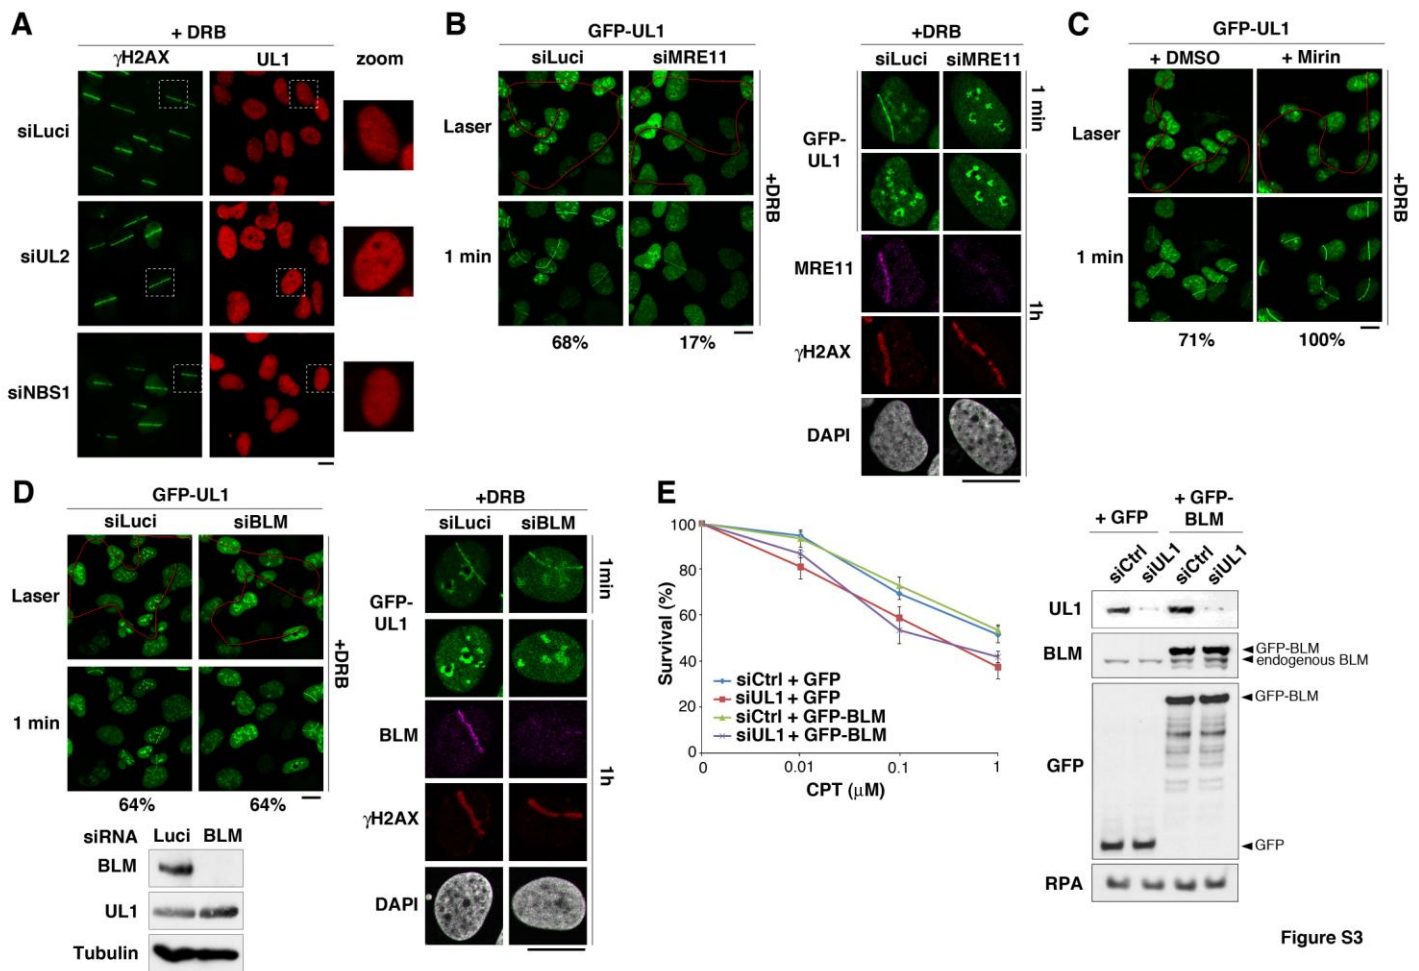 A
+ DRB
γH2AX
UL1
zoom
siLuci
siUL2
siNBS1
B
GFP-UL1
siLuci
siMRE11
Laser
1 min
68%
17%
+DRB
+DRB
siLuci
siMRE11
GFP-
UL1
MRE11
γH2AX
DAPI
1 min
1h
C
GFP-UL1
+ DMSO
+ Mirin
Laser
1 min
71%
100%
+DRB
D
GFP-UL1
siLuci
siBLM
Laser
1 min
64%
64%
+DRB
siRNA Luci BLM
BLM
UL1
Tubulin
+DRB
siLuci
siBLM
GFP-
UL1
BLM
γH2AX
DAPI
1min
1h
E
Survival (%)
100
80
60
40
20
0
0
0.01
0.1
1
CPT (μM)
siCtrl + GFP
siUL1 + GFP
siCtrl + GFP-BLM
siUL1 + GFP-BLM
+ GFP
+ GFP-
BLM
siCtrl
siUL1
siCtrl
siUL1
UL1
BLM
GFP-BLM
endogenous BLM
GFP
GFP-BLM
GFP
RPA
Figure S3